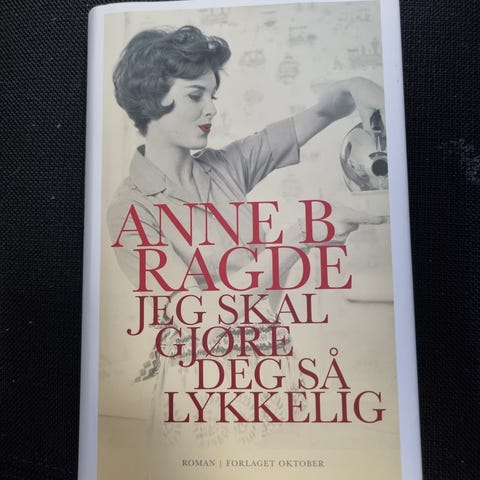 ANNE B
RAGDE
JEG SKAL
GJØRE
DEG SÅ
LYKKELIG
ROMAN | FORLAGET OKTOBER